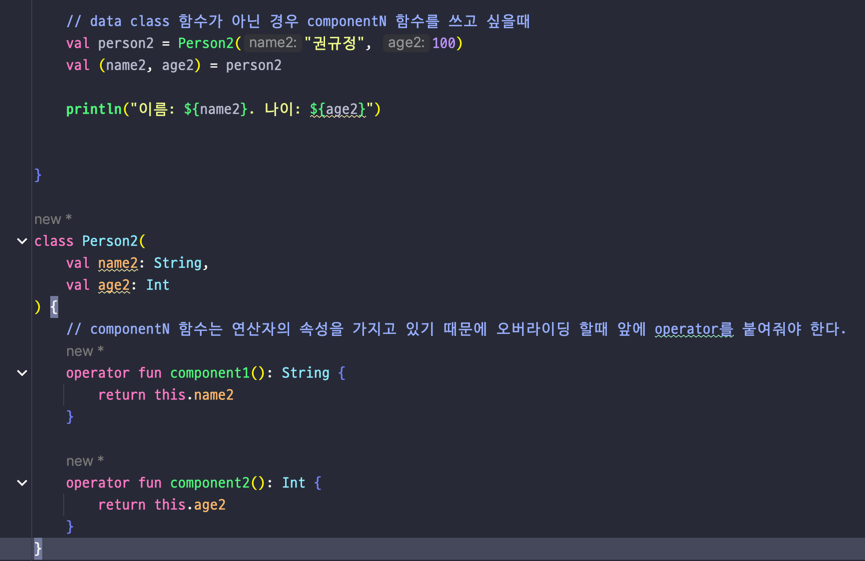 // data class 함수가 아닌 경우 componentN 함수를 쓰고 싶을때
val person2 = Person2( name2: "권규정", age2: 100)
val (name2, age2) = person2
println("이름: ${name2}. 나이: ${age2}")
}
new *
class Person2(
val name2: String,
val age2: Int
) {
// componentN 함수는 연산자의 속성을 가지고 있기 때문에 오버라이딩 할때 앞에 operator를 붙여줘야 한다.
new *
operator fun component1(): String {
return this.name2
}
new *
operator fun component2(): Int {
return this.age2
}
}